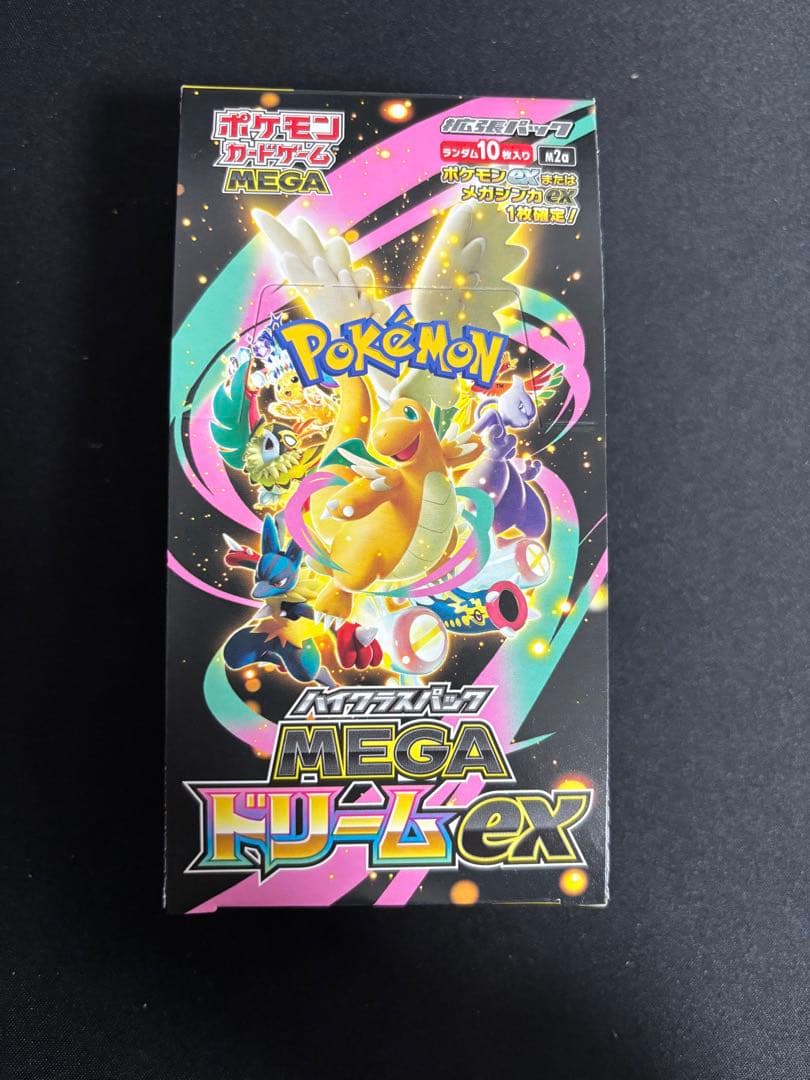 ポケモン
カードゲーム
MEGA
拡張パック
ランダム10枚入り M2a
ポケモンexまたは
メガシンカex
1枚確定!
POKéMON
TM
ハイクラスパック
MEGA
ドリームex